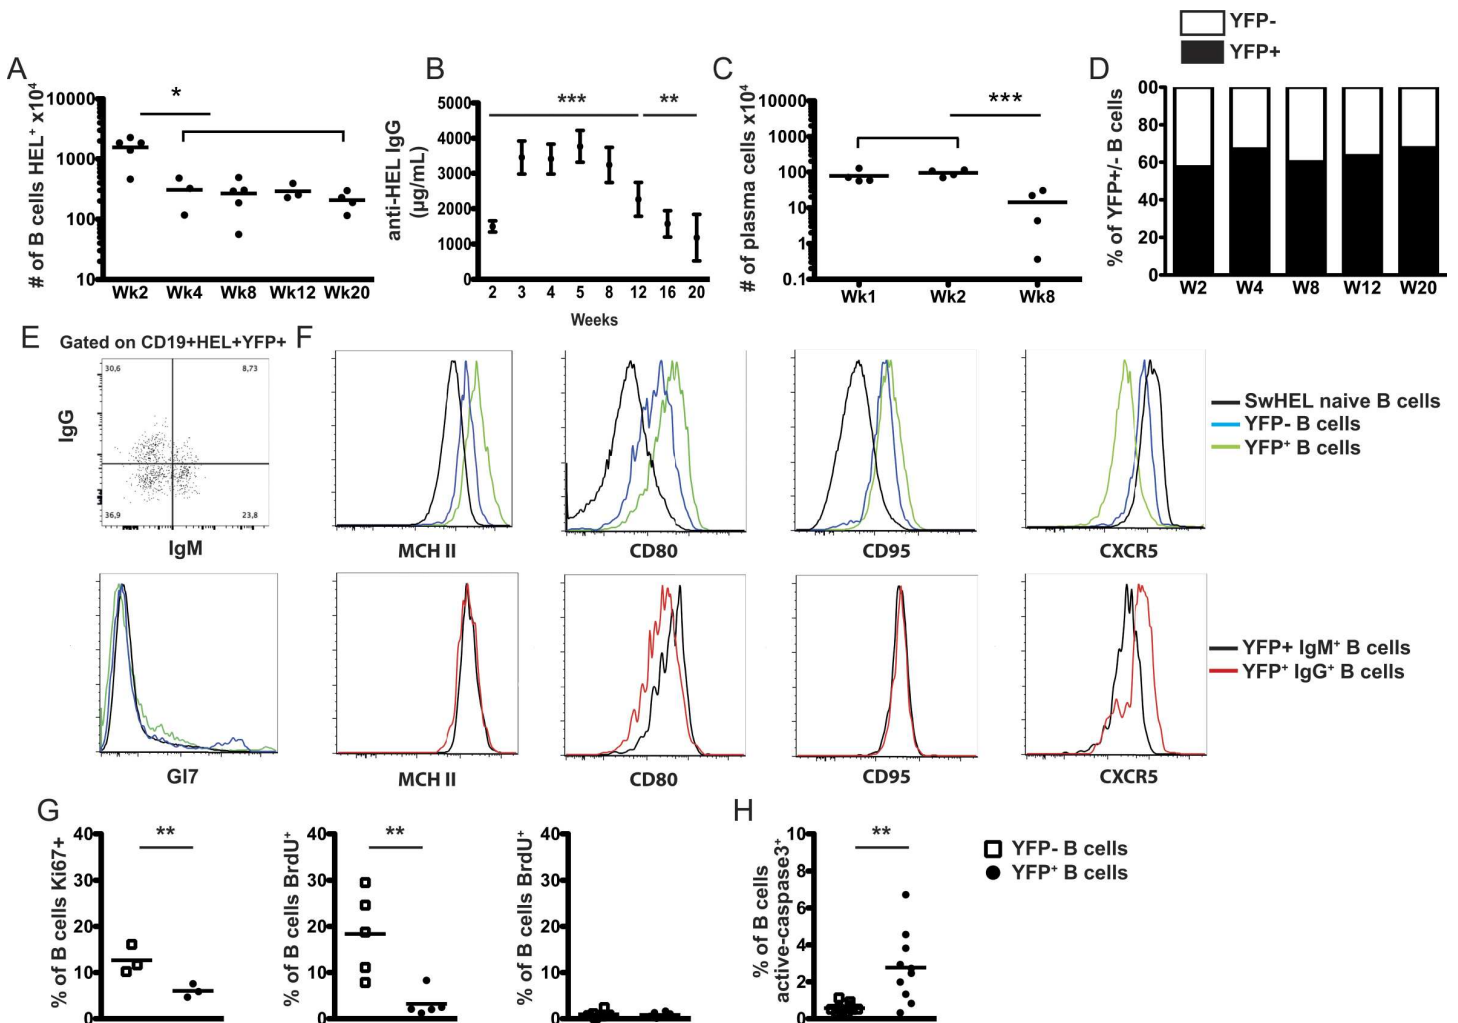 YFP-
YFP+
A
# of B cells HEL⁺ x10⁴
10000
1000
100
10
*
Wk2 Wk4 Wk8 Wk12 Wk20
B
anti-HEL IgG
(µg/mL)
5000
4000
3000
2000
1000
0
*** **
2 3 4 5 8 12 16 20
Weeks
C
# of plasma cells x10⁴
10000
1000
100
10
1
0.1
***
Wk1 Wk2 Wk8
D
% of YFP+/- B cells
00
80
60
40
20
0
W2 W4 W8 W12 W20
E
Gated on CD19+HEL+YFP+
30,6 8,73
36,9 23,8
IgG
IgM
F
MCH II CD80 CD95 CXCR5
SwHEL naive B cells
YFP- B cells
YFP⁺ B cells
GI7 MCH II CD80 CD95 CXCR5
YFP+ IgM⁺ B cells
YFP⁺ IgG⁺ B cells
G
% of B cells Ki67+
40
30
20
10
0
**
% of B cells BrdU⁺
40
30
20
10
0
**
% of B cells BrdU⁺
40
30
20
10
0
H
% of B cells
active-caspase3⁺
10
8
6
4
2
0
**
YFP- B cells
YFP⁺ B cells